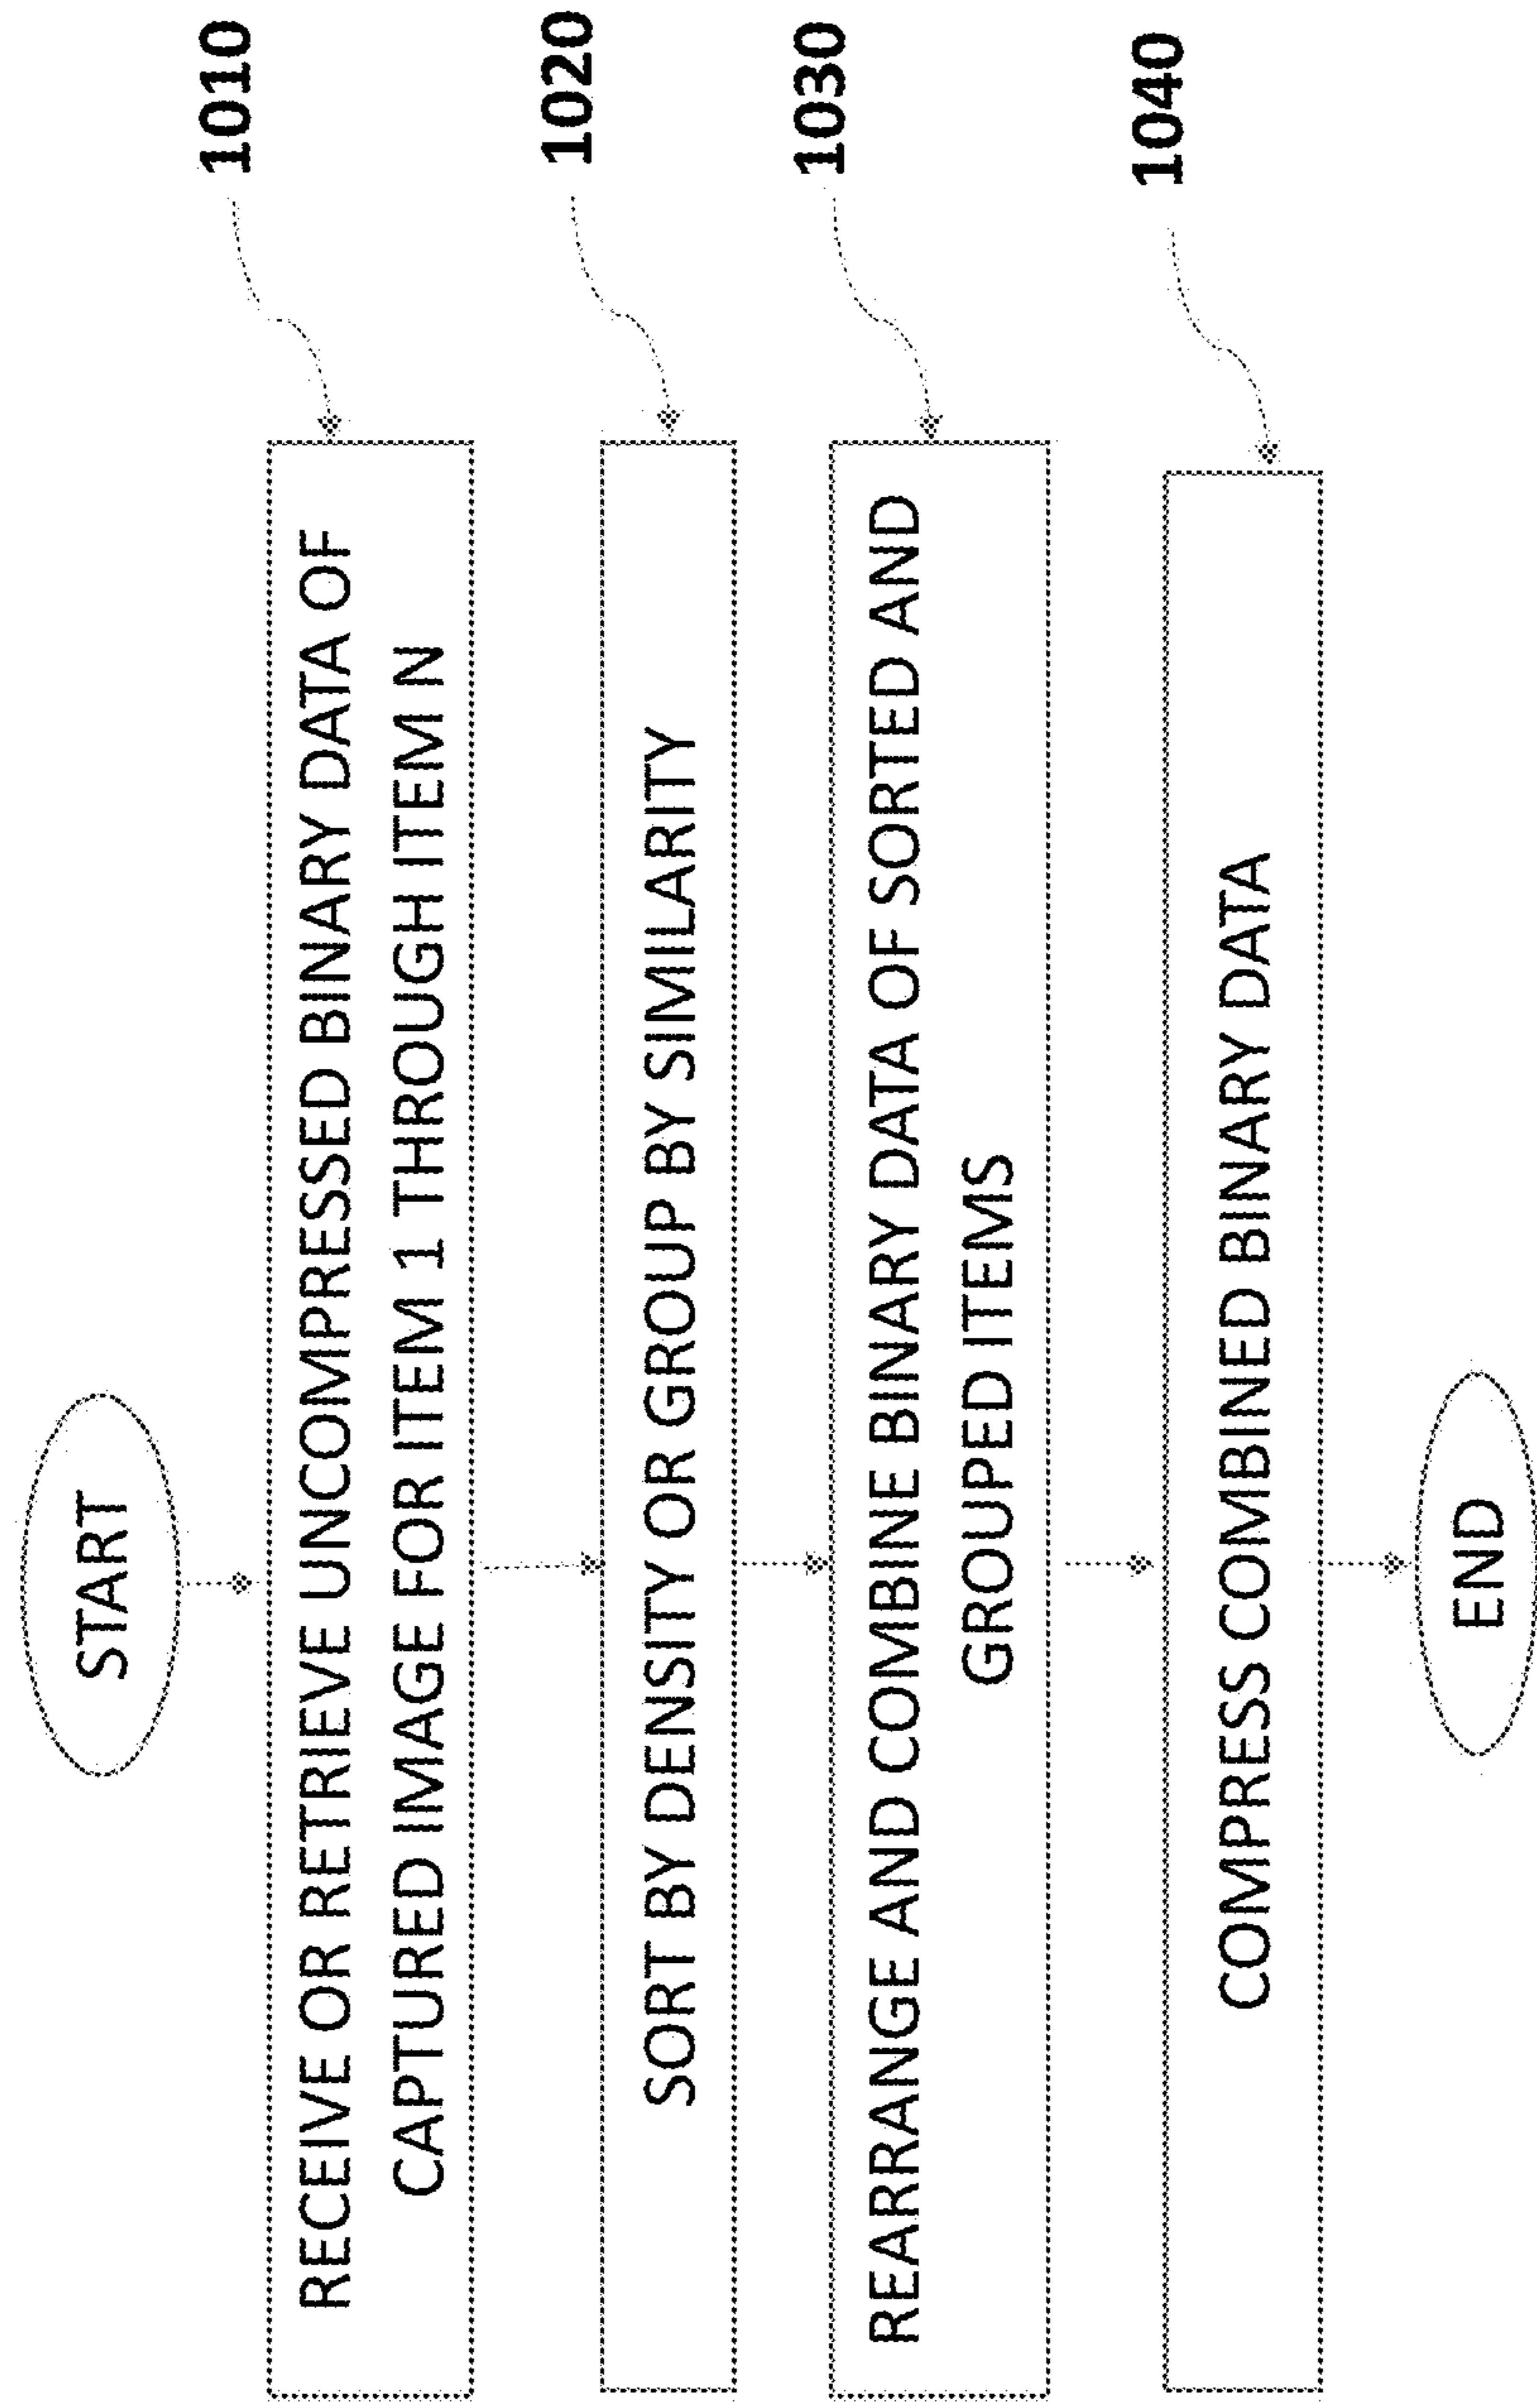 START
1010
RECEIVE OR RETRIEVE UNCOMPRESSED BINARY DATA OF
CAPTURED IMAGE FOR ITEM 1 THROUGH ITEM N
1020
SORT BY DENSITY OR GROUP BY SIMILARITY
1030
REARRANGE AND COMBINE BINARY DATA OF SORTED AND
GROUPED ITEMS
1040
COMPRESS COMBINED BINARY DATA
END